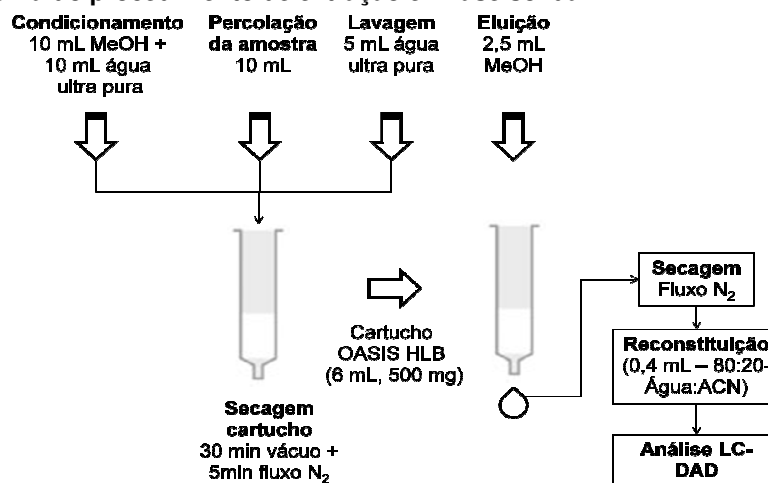 Condicionamento
10 mL MeOH +
10 mL água
ultra pura
Percolação
da amostra
10 mL
Lavagem
5 mL água
ultra pura
Eluição
2,5 mL
MeOH
Cartucho
OASIS HLB
(6 mL, 500 mg)
Secagem
cartucho
30 min vácuo +
5min fluxo N₂
Secagem
Fluxo N₂
Reconstituição
(0,4 mL – 80:20-
Água:ACN)
Análise LC-
DAD